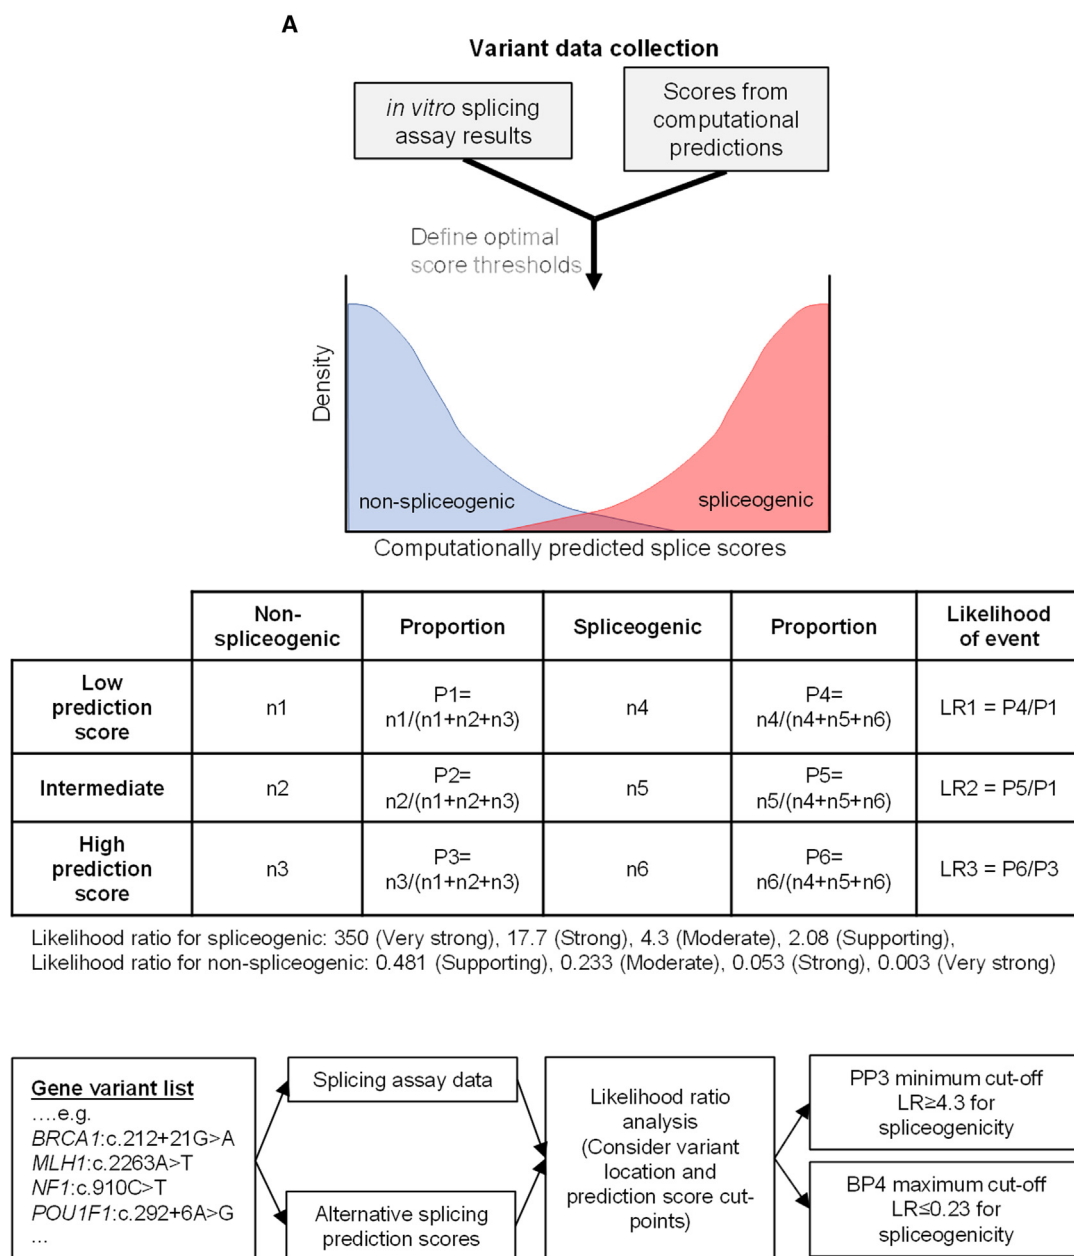 A
Variant data collection
in vitro splicing
assay results
Scores from
computational
predictions
Define optimal
score thresholds
Density
non-spliceogenic
spliceogenic
Computationally predicted splice scores
Non-
spliceogenic
Proportion
Spliceogenic
Proportion
Likelihood
of event
Low
prediction
score
n1
P1=
n1/(n1+n2+n3)
n4
P4=
n4/(n4+n5+n6)
LR1 = P4/P1
Intermediate
n2
P2=
n2/(n1+n2+n3)
n5
P5=
n5/(n4+n5+n6)
LR2 = P5/P1
High
prediction
score
n3
P3=
n3/(n1+n2+n3)
n6
P6=
n6/(n4+n5+n6)
LR3 = P6/P3
Likelihood ratio for spliceogenic: 350 (Very strong), 17.7 (Strong), 4.3 (Moderate), 2.08 (Supporting),
Likelihood ratio for non-spliceogenic: 0.481 (Supporting), 0.233 (Moderate), 0.053 (Strong), 0.003 (Very strong)
Gene variant list
....e.g.
BRCA1:c.212+21G>A
MLH1:c.2263A>T
NF1:c.910C>T
POU1F1:c.292+6A>G
...
Splicing assay data
Alternative splicing
prediction scores
Likelihood ratio
analysis
(Consider variant
location and
prediction score cut-
points)
PP3 minimum cut-off
LR≥4.3 for
spliceogenicity
BP4 maximum cut-off
LR≤0.23 for
spliceogenicity